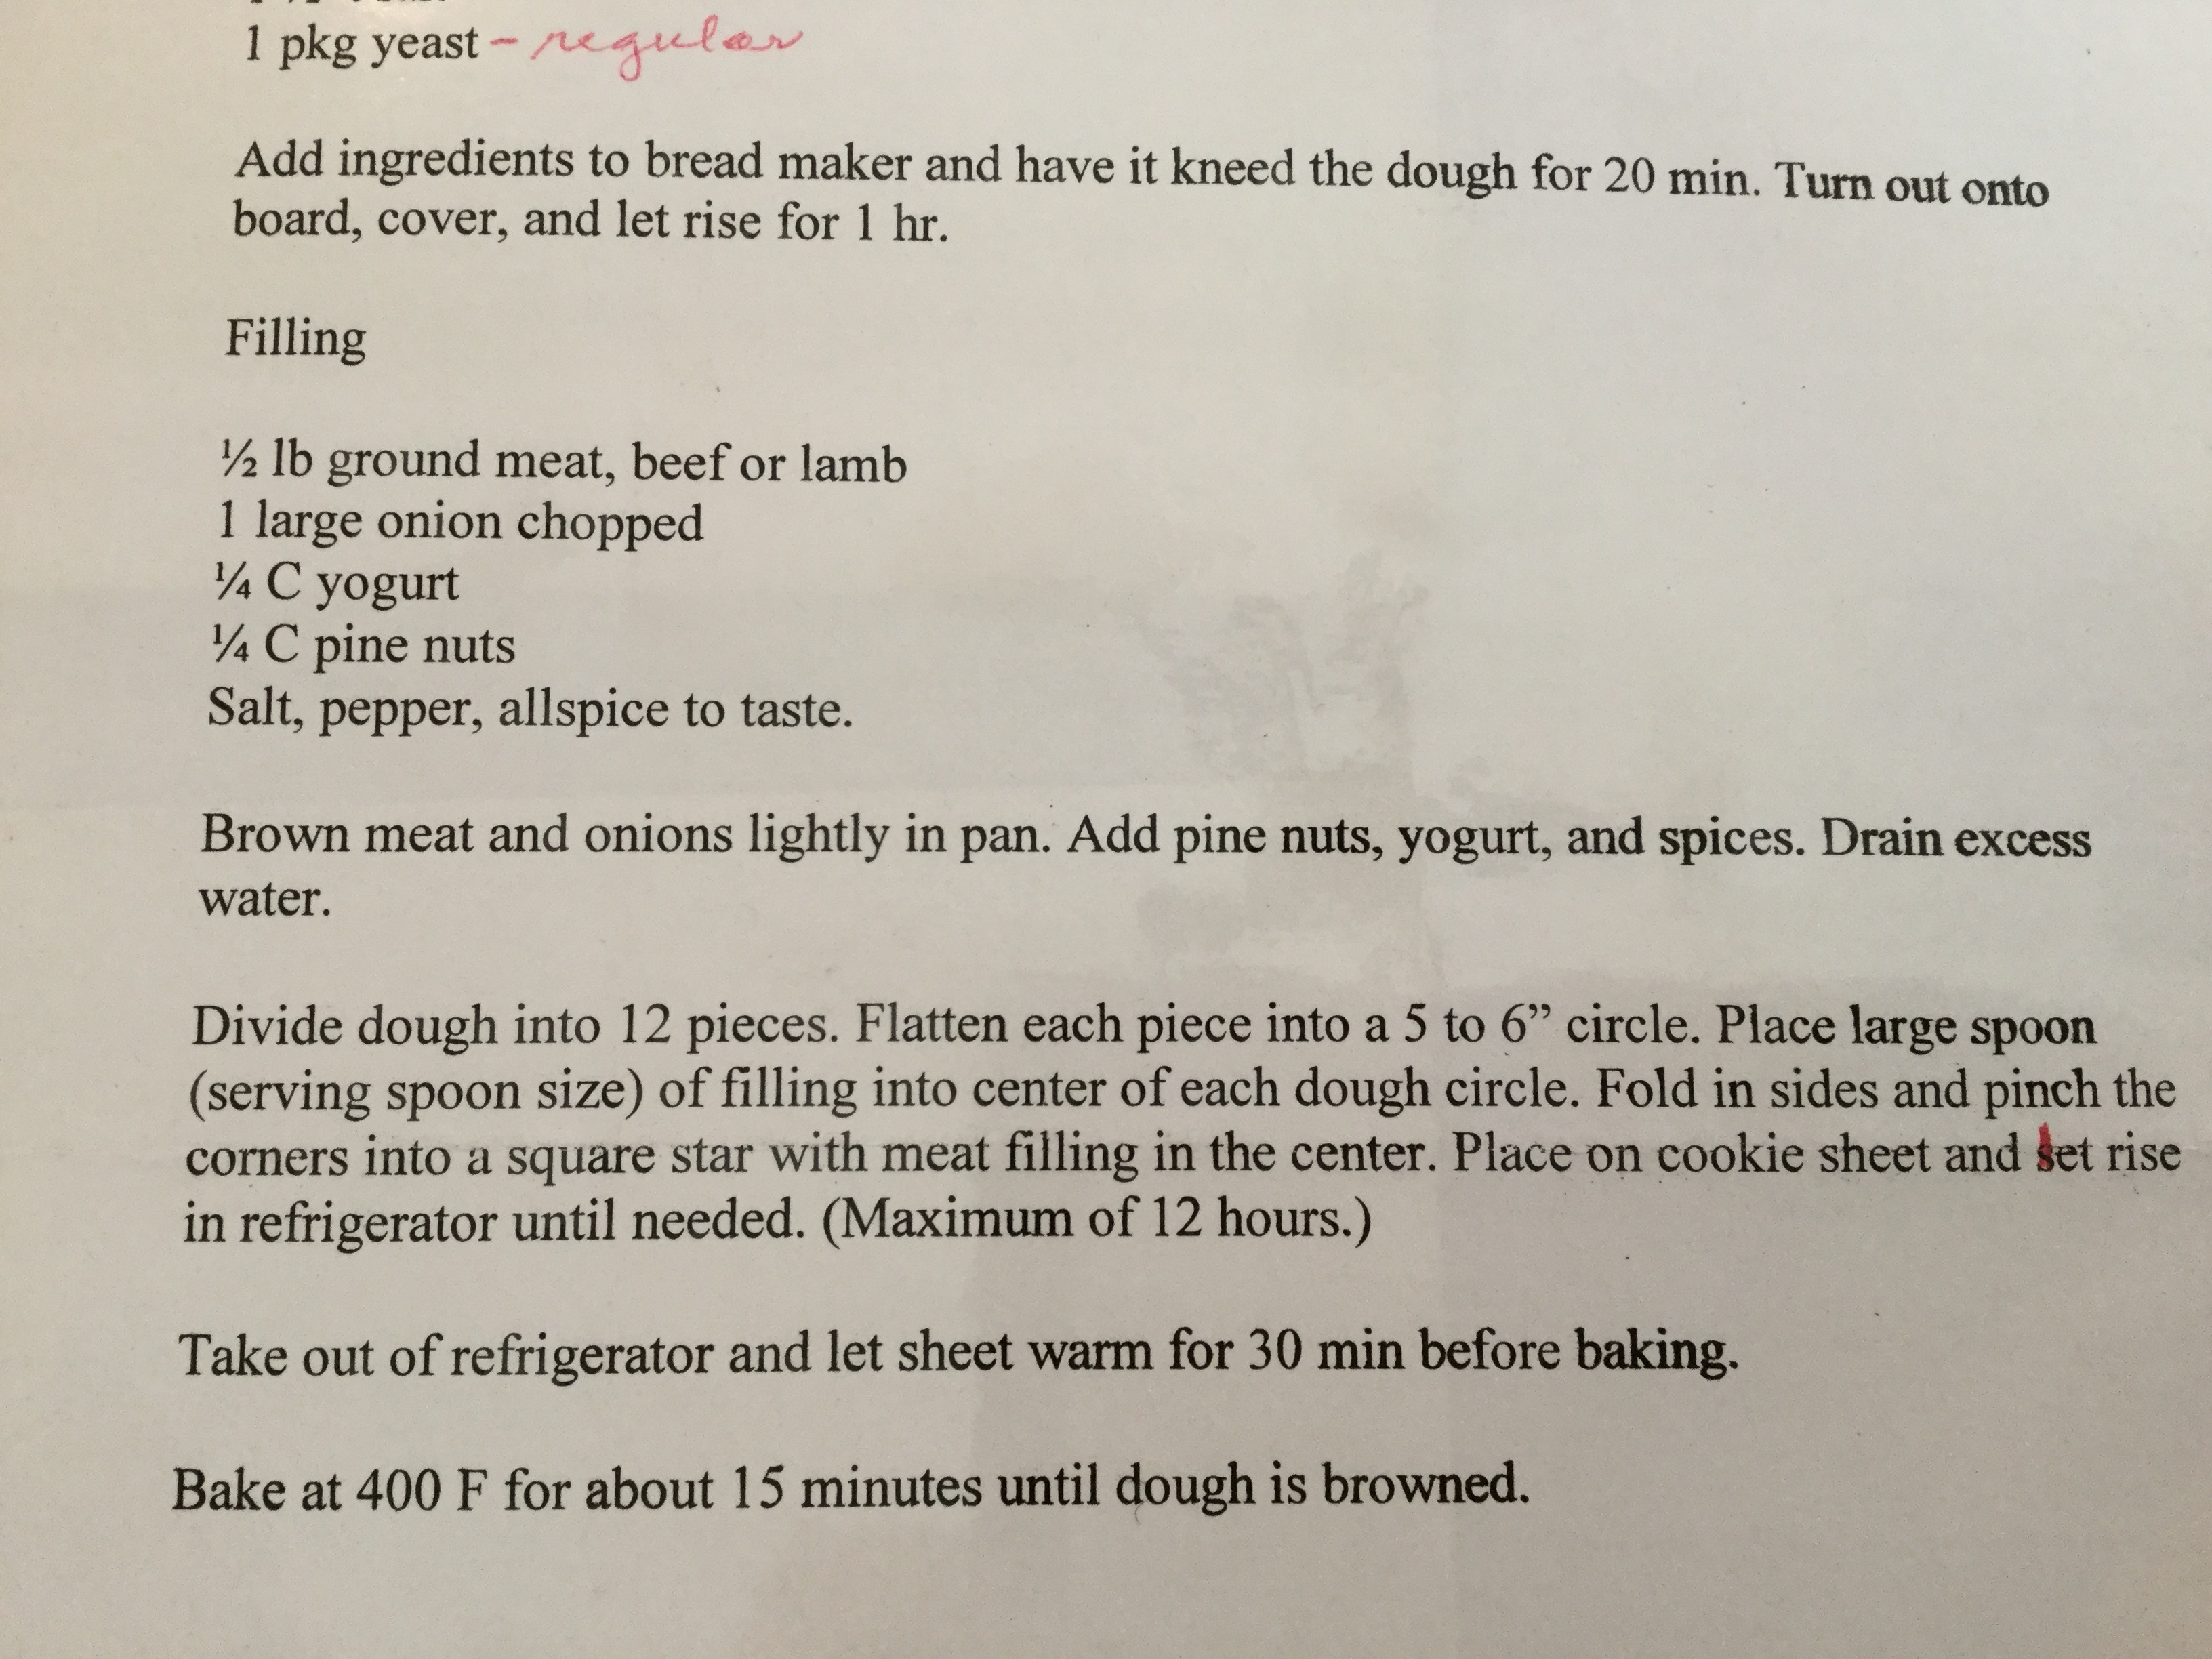 1 pkg yeast - regular
Add ingredients to bread maker and have it kneed the dough for 20 min. Turn out onto
board, cover, and let rise for 1 hr.
Filling
½ lb ground meat, beef or lamb
1 large onion chopped
¼ C yogurt
¼ C pine nuts
Salt, pepper, allspice to taste.
Brown meat and onions lightly in pan. Add pine nuts, yogurt, and spices. Drain excess
water.
Divide dough into 12 pieces. Flatten each piece into a 5 to 6” circle. Place large spoon
(serving spoon size) of filling into center of each dough circle. Fold in sides and pinch the
corners into a square star with meat filling in the center. Place on cookie sheet and let rise
in refrigerator until needed. (Maximum of 12 hours.)
Take out of refrigerator and let sheet warm for 30 min before baking.
Bake at 400 F for about 15 minutes until dough is browned.